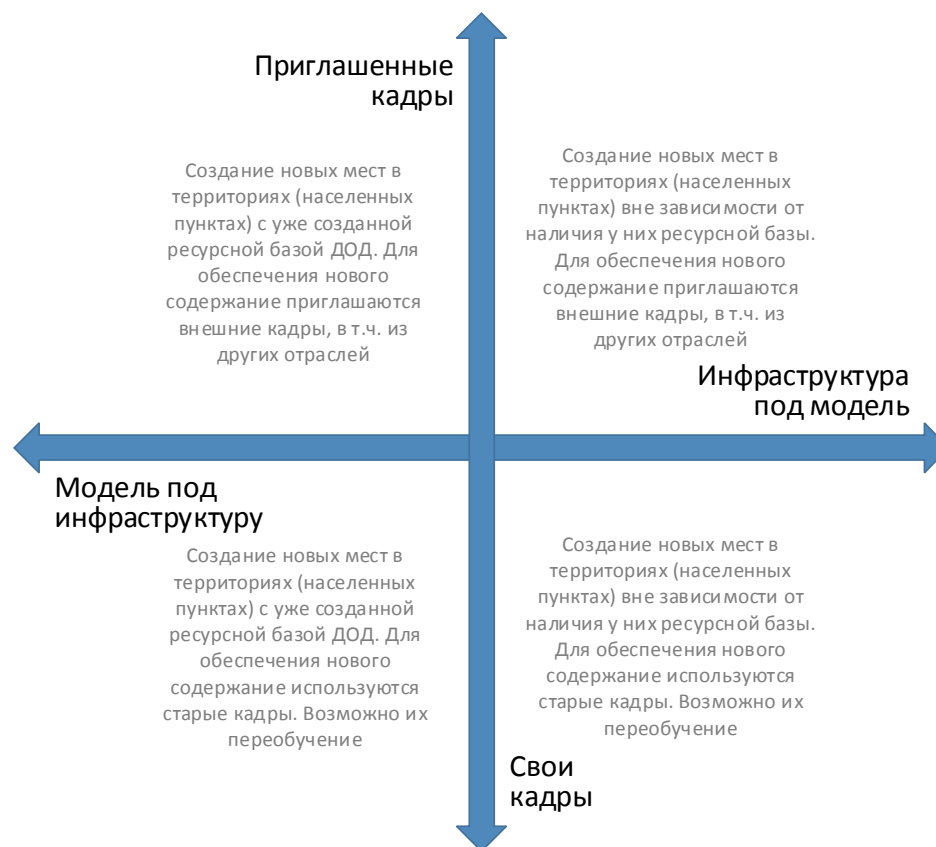 Приглашенные
кадры
Создание новых мест в
территориях (населенных
пунктах) с уже созданной
ресурсной базой ДОД. Для
обеспечения нового
содержание приглашаются
внешние кадры, в т.ч. из
других отраслей
Создание новых мест в
территориях (населенных
пунктах) вне зависимости от
наличия у них ресурсной базы.
Для обеспечения нового
содержание приглашаются
внешние кадры, в т.ч. из
других отраслей
Инфраструктура
под модель
Модель под
инфраструктуру
Создание новых мест в
территориях (населенных
пунктах) с уже созданной
ресурсной базой ДОД. Для
обеспечения нового
содержание используются
старые кадры. Возможно их
переобучение
Создание новых мест в
территориях (населенных
пунктах) вне зависимости от
наличия у них ресурсной базы.
Для обеспечения нового
содержание используются
старые кадры. Возможно их
переобучение
Свои
кадры